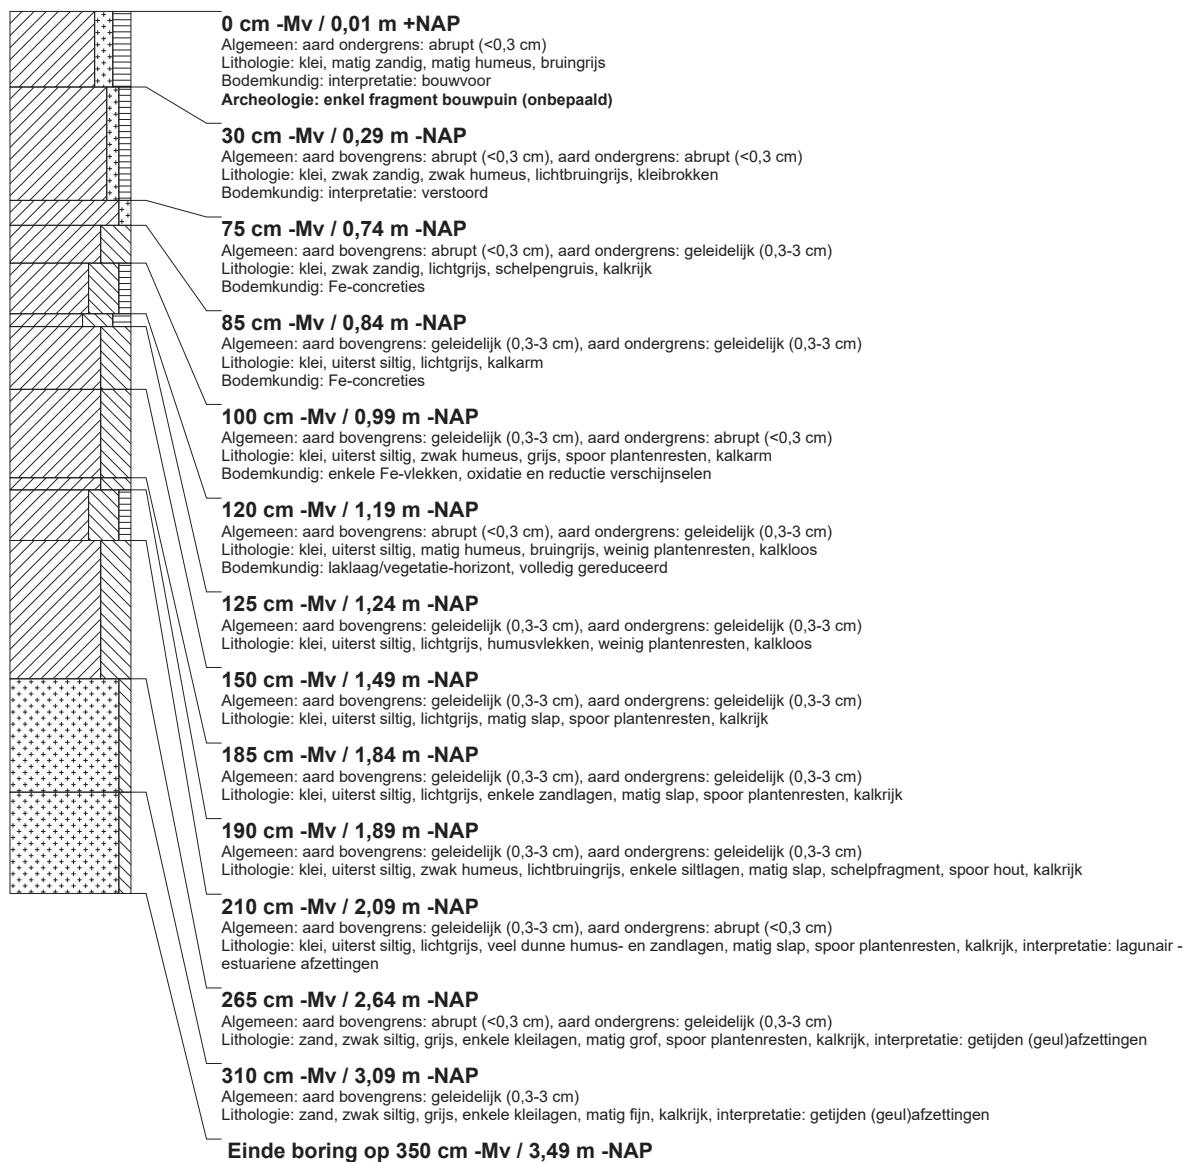 0 cm -Mv / 0,01 m +NAP
Algemeen: aard ondergrens: abrupt (<0,3 cm)
Lithologie: klei, matig zandig, matig humeus, bruingrijs
Bodemkundig: interpretatie: bouwvoor
Archeologie: enkel fragment bouwpuin (onbepaald)
30 cm -Mv / 0,29 m -NAP
Algemeen: aard bovengrens: abrupt (<0,3 cm), aard ondergrens: abrupt (<0,3 cm)
Lithologie: klei, zwak zandig, zwak humeus, lichtbruingrijs, kleibrokken
Bodemkundig: interpretatie: verstoord
75 cm -Mv / 0,74 m -NAP
Algemeen: aard bovengrens: abrupt (<0,3 cm), aard ondergrens: geleidelijk (0,3-3 cm)
Lithologie: klei, zwak zandig, lichtgrijs, schelpengruis, kalkrijk
Bodemkundig: Fe-concreties
85 cm -Mv / 0,84 m -NAP
Algemeen: aard bovengrens: geleidelijk (0,3-3 cm), aard ondergrens: geleidelijk (0,3-3 cm)
Lithologie: klei, uiterst siltig, lichtgrijs, kalkarm
Bodemkundig: Fe-concreties
100 cm -Mv / 0,99 m -NAP
Algemeen: aard bovengrens: geleidelijk (0,3-3 cm), aard ondergrens: abrupt (<0,3 cm)
Lithologie: klei, uiterst siltig, zwak humeus, grijs, spoor plantenresten, kalkarm
Bodemkundig: enkele Fe-vlekken, oxidatie en reductie verschijnselen
120 cm -Mv / 1,19 m -NAP
Algemeen: aard bovengrens: abrupt (<0,3 cm), aard ondergrens: geleidelijk (0,3-3 cm)
Lithologie: klei, uiterst siltig, matig humeus, bruingrijs, weinig plantenresten, kalkloos
Bodemkundig: laklaag/vegetatie-horizont, volledig gereduceerd
125 cm -Mv / 1,24 m -NAP
Algemeen: aard bovengrens: geleidelijk (0,3-3 cm), aard ondergrens: geleidelijk (0,3-3 cm)
Lithologie: klei, uiterst siltig, lichtgrijs, humusvlekken, weinig plantenresten, kalkloos
150 cm -Mv / 1,49 m -NAP
Algemeen: aard bovengrens: geleidelijk (0,3-3 cm), aard ondergrens: geleidelijk (0,3-3 cm)
Lithologie: klei, uiterst siltig, lichtgrijs, matig slap, spoor plantenresten, kalkrijk
185 cm -Mv / 1,84 m -NAP
Algemeen: aard bovengrens: geleidelijk (0,3-3 cm), aard ondergrens: geleidelijk (0,3-3 cm)
Lithologie: klei, uiterst siltig, lichtgrijs, enkele zandlagen, matig slap, spoor plantenresten, kalkrijk
190 cm -Mv / 1,89 m -NAP
Algemeen: aard bovengrens: geleidelijk (0,3-3 cm), aard ondergrens: geleidelijk (0,3-3 cm)
Lithologie: klei, uiterst siltig, zwak humeus, lichtbruingrijs, enkele siltlagen, matig slap, schelpfragment, spoor hout, kalkrijk
210 cm -Mv / 2,09 m -NAP
Algemeen: aard bovengrens: geleidelijk (0,3-3 cm), aard ondergrens: abrupt (<0,3 cm)
Lithologie: klei, uiterst siltig, lichtgrijs, veel dunne humus- en zandlagen, matig slap, spoor plantenresten, kalkrijk, interpretatie: lagunair -
estuariene afzettingen
265 cm -Mv / 2,64 m -NAP
Algemeen: aard bovengrens: abrupt (<0,3 cm), aard ondergrens: geleidelijk (0,3-3 cm)
Lithologie: zand, zwak siltig, grijs, enkele kleilagen, matig grof, spoor plantenresten, kalkrijk, interpretatie: getijden (geul)afzettingen
310 cm -Mv / 3,09 m -NAP
Algemeen: aard bovengrens: geleidelijk (0,3-3 cm)
Lithologie: zand, zwak siltig, grijs, enkele kleilagen, matig fijn, kalkrijk, interpretatie: getijden (geul)afzettingen
Einde boring op 350 cm -Mv / 3,49 m -NAP